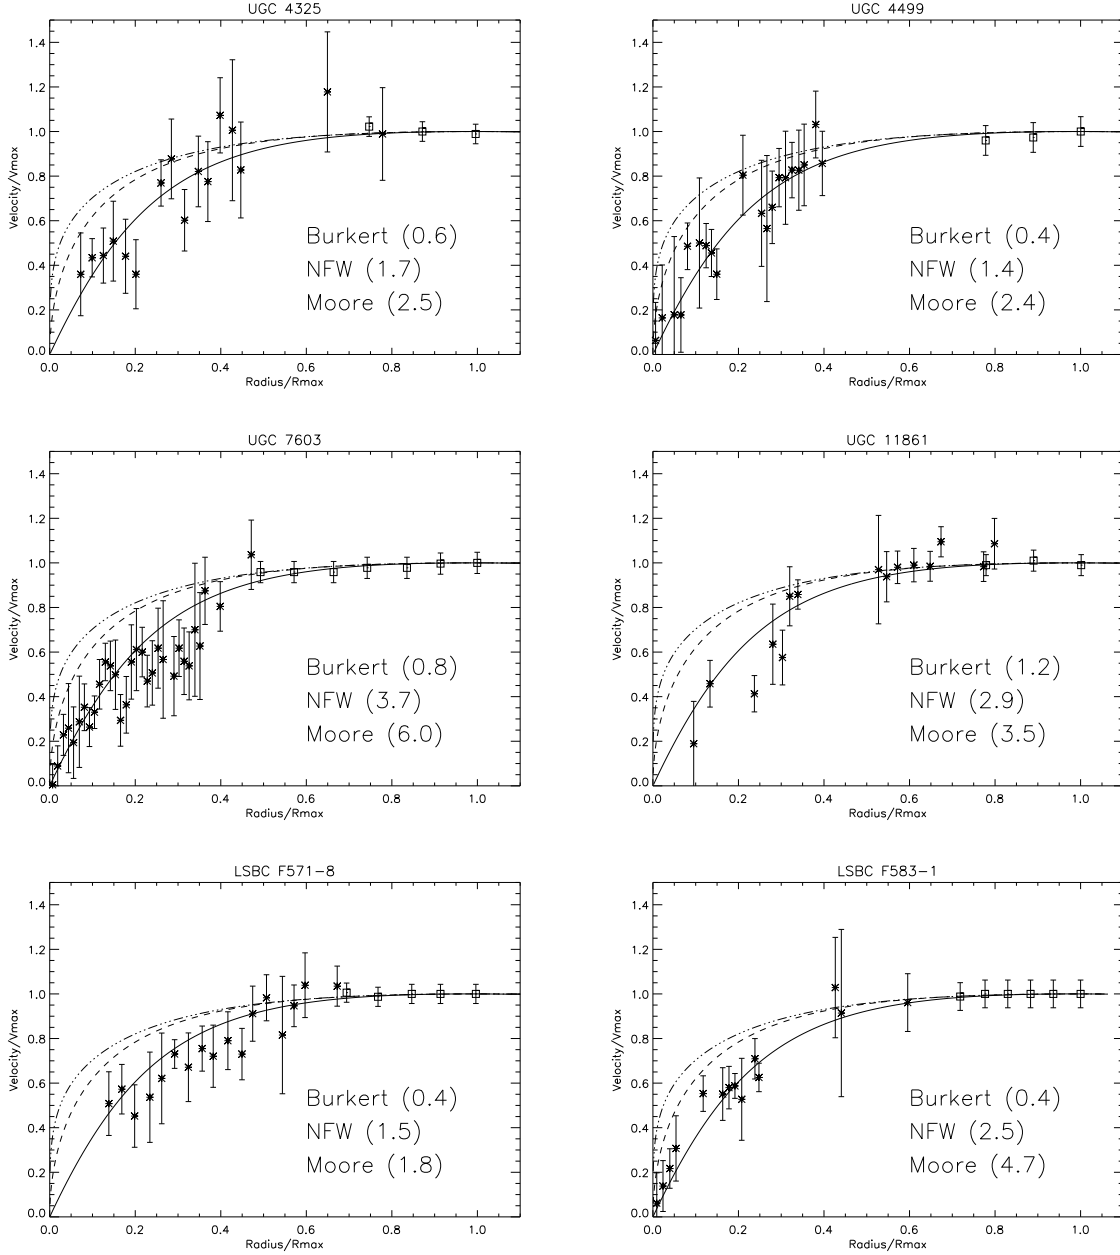 UGC 4325
1.4
1.2
1.0
0.8
0.6
0.4
0.2
0.0
Velocity/Vmax
Burkert (0.6)
NFW (1.7)
Moore (2.5)
0.0 0.2 0.4 0.6 0.8 1.0
Radius/Rmax
UGC 4499
1.4
1.2
1.0
0.8
0.6
0.4
0.2
0.0
Velocity/Vmax
Burkert (0.4)
NFW (1.4)
Moore (2.4)
0.0 0.2 0.4 0.6 0.8 1.0
Radius/Rmax
UGC 7603
1.4
1.2
1.0
0.8
0.6
0.4
0.2
0.0
Velocity/Vmax
Burkert (0.8)
NFW (3.7)
Moore (6.0)
0.0 0.2 0.4 0.6 0.8 1.0
Radius/Rmax
UGC 11861
1.4
1.2
1.0
0.8
0.6
0.4
0.2
0.0
Velocity/Vmax
Burkert (1.2)
NFW (2.9)
Moore (3.5)
0.0 0.2 0.4 0.6 0.8 1.0
Radius/Rmax
LSBC F571-8
1.4
1.2
1.0
0.8
0.6
0.4
0.2
0.0
Velocity/Vmax
Burkert (0.4)
NFW (1.5)
Moore (1.8)
0.0 0.2 0.4 0.6 0.8 1.0
Radius/Rmax
LSBC F583-1
1.4
1.2
1.0
0.8
0.6
0.4
0.2
0.0
Velocity/Vmax
Burkert (0.4)
NFW (2.5)
Moore (4.7)
0.0 0.2 0.4 0.6 0.8 1.0
Radius/Rmax